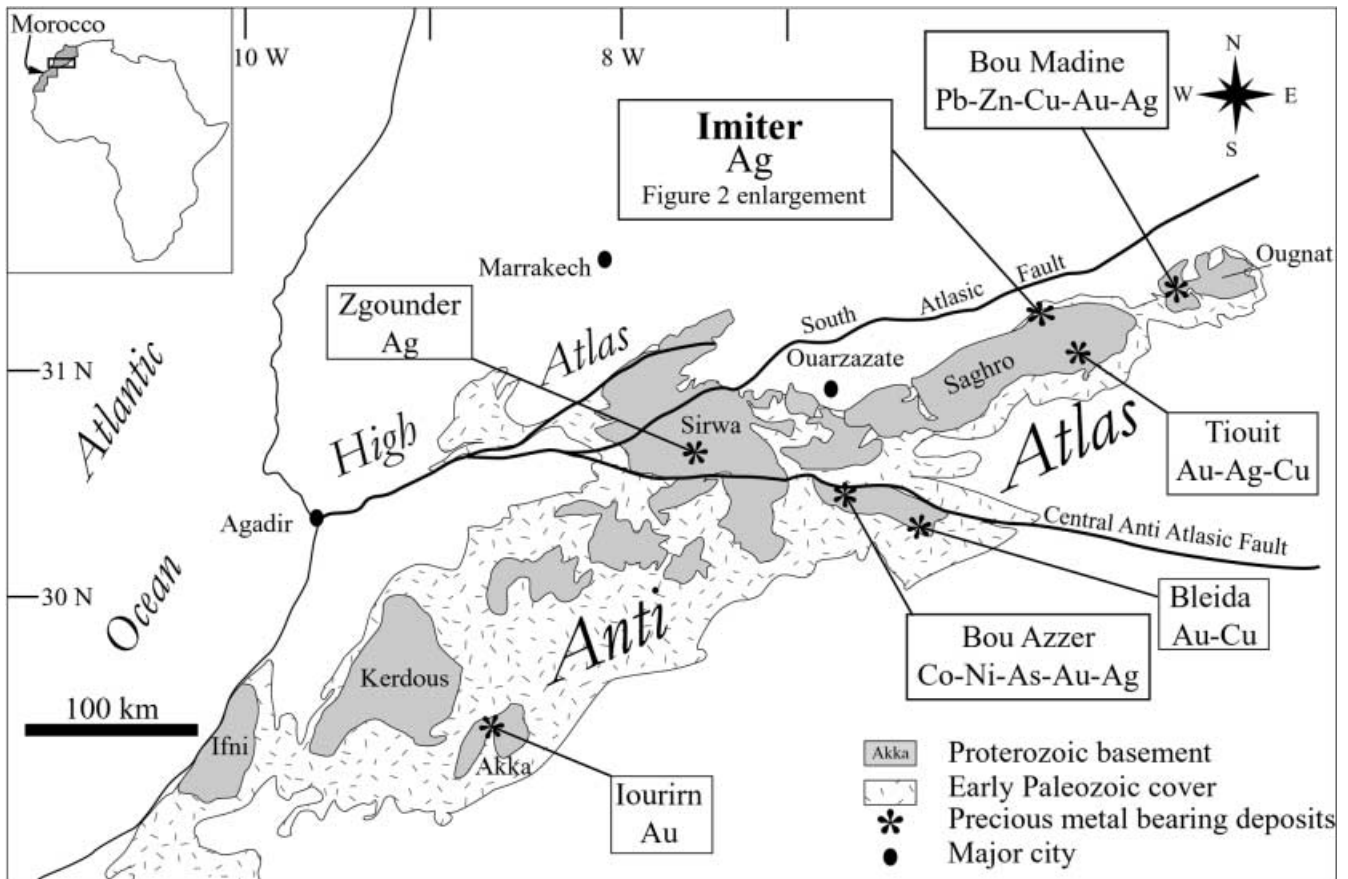 Morocco
10 W
8 W
N
W
E
S
Bou Madine
Pb-Zn-Cu-Au-Ag
Imiter
Ag
Figure 2 enlargement
Marrakech
Ougnat
South Atlasic Fault
Zgounder
Ag
High Atlas
Ouarzazate
Saghro
31 N
Atlantic Ocean
Sirwa
Anti Atlas
Tiouit
Au-Ag-Cu
Agadir
Central Anti Atlasic Fault
30 N
Bleida
Au-Cu
Bou Azzer
Co-Ni-As-Au-Ag
Kerdous
100 km
Ifni
Akka
Iourirn
Au
Akka
Proterozoic basement
Early Paleozoic cover
Precious metal bearing deposits
Major city